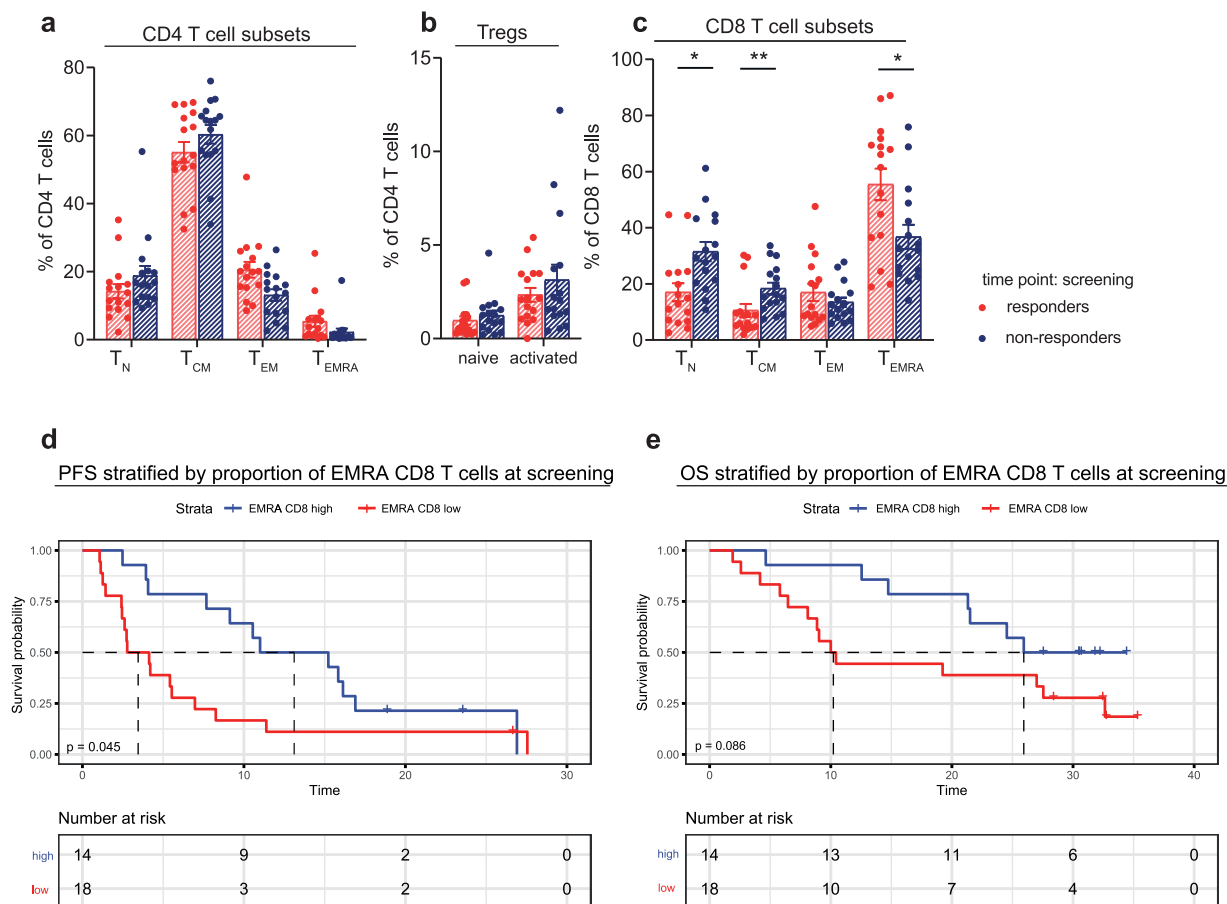 a
CD4 T cell subsets
% of CD4 T cells
80
60
40
20
0
TN
TCM
TEM
TEMRA
b
Tregs
% of CD4 T cells
15
10
5
0
naive
activated
c
CD8 T cell subsets
% of CD8 T cells
100
80
60
40
20
0
*
**
*
TN
TCM
TEM
TEMRA
time point: screening
responders
non-responders
d
PFS stratified by proportion of EMRA CD8 T cells at screening
Strata EMRA CD8 high EMRA CD8 low
Survival probability
1.00
0.75
0.50
0.25
0.00
p = 0.045
0 10 20 30
Time
Number at risk
high 14 9 2 0
low 18 3 2 0
e
OS stratified by proportion of EMRA CD8 T cells at screening
Strata EMRA CD8 high EMRA CD8 low
Survival probability
1.00
0.75
0.50
0.25
0.00
p = 0.086
0 10 20 30 40
Time
Number at risk
high 14 13 11 6 0
low 18 10 7 4 0